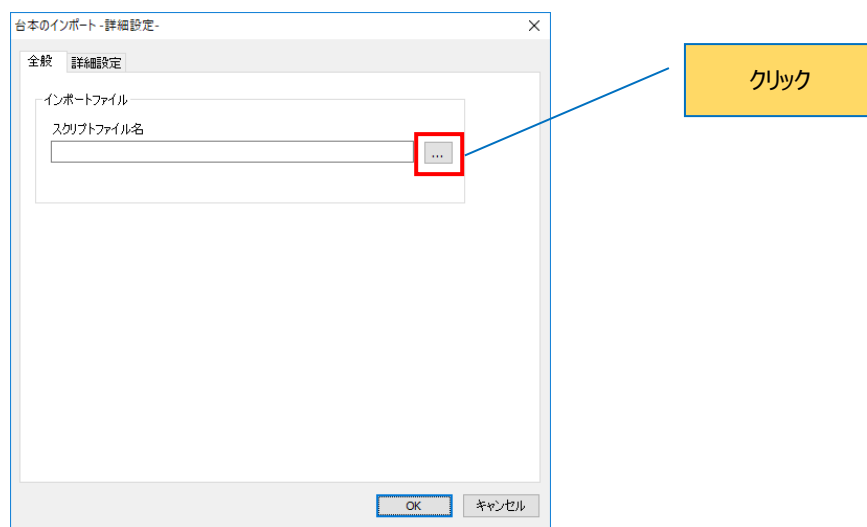 台本のインポート -詳細設定-
全般
詳細設定
クリック
インポートファイル
スクリプトファイル名
...
OK
キャンセル